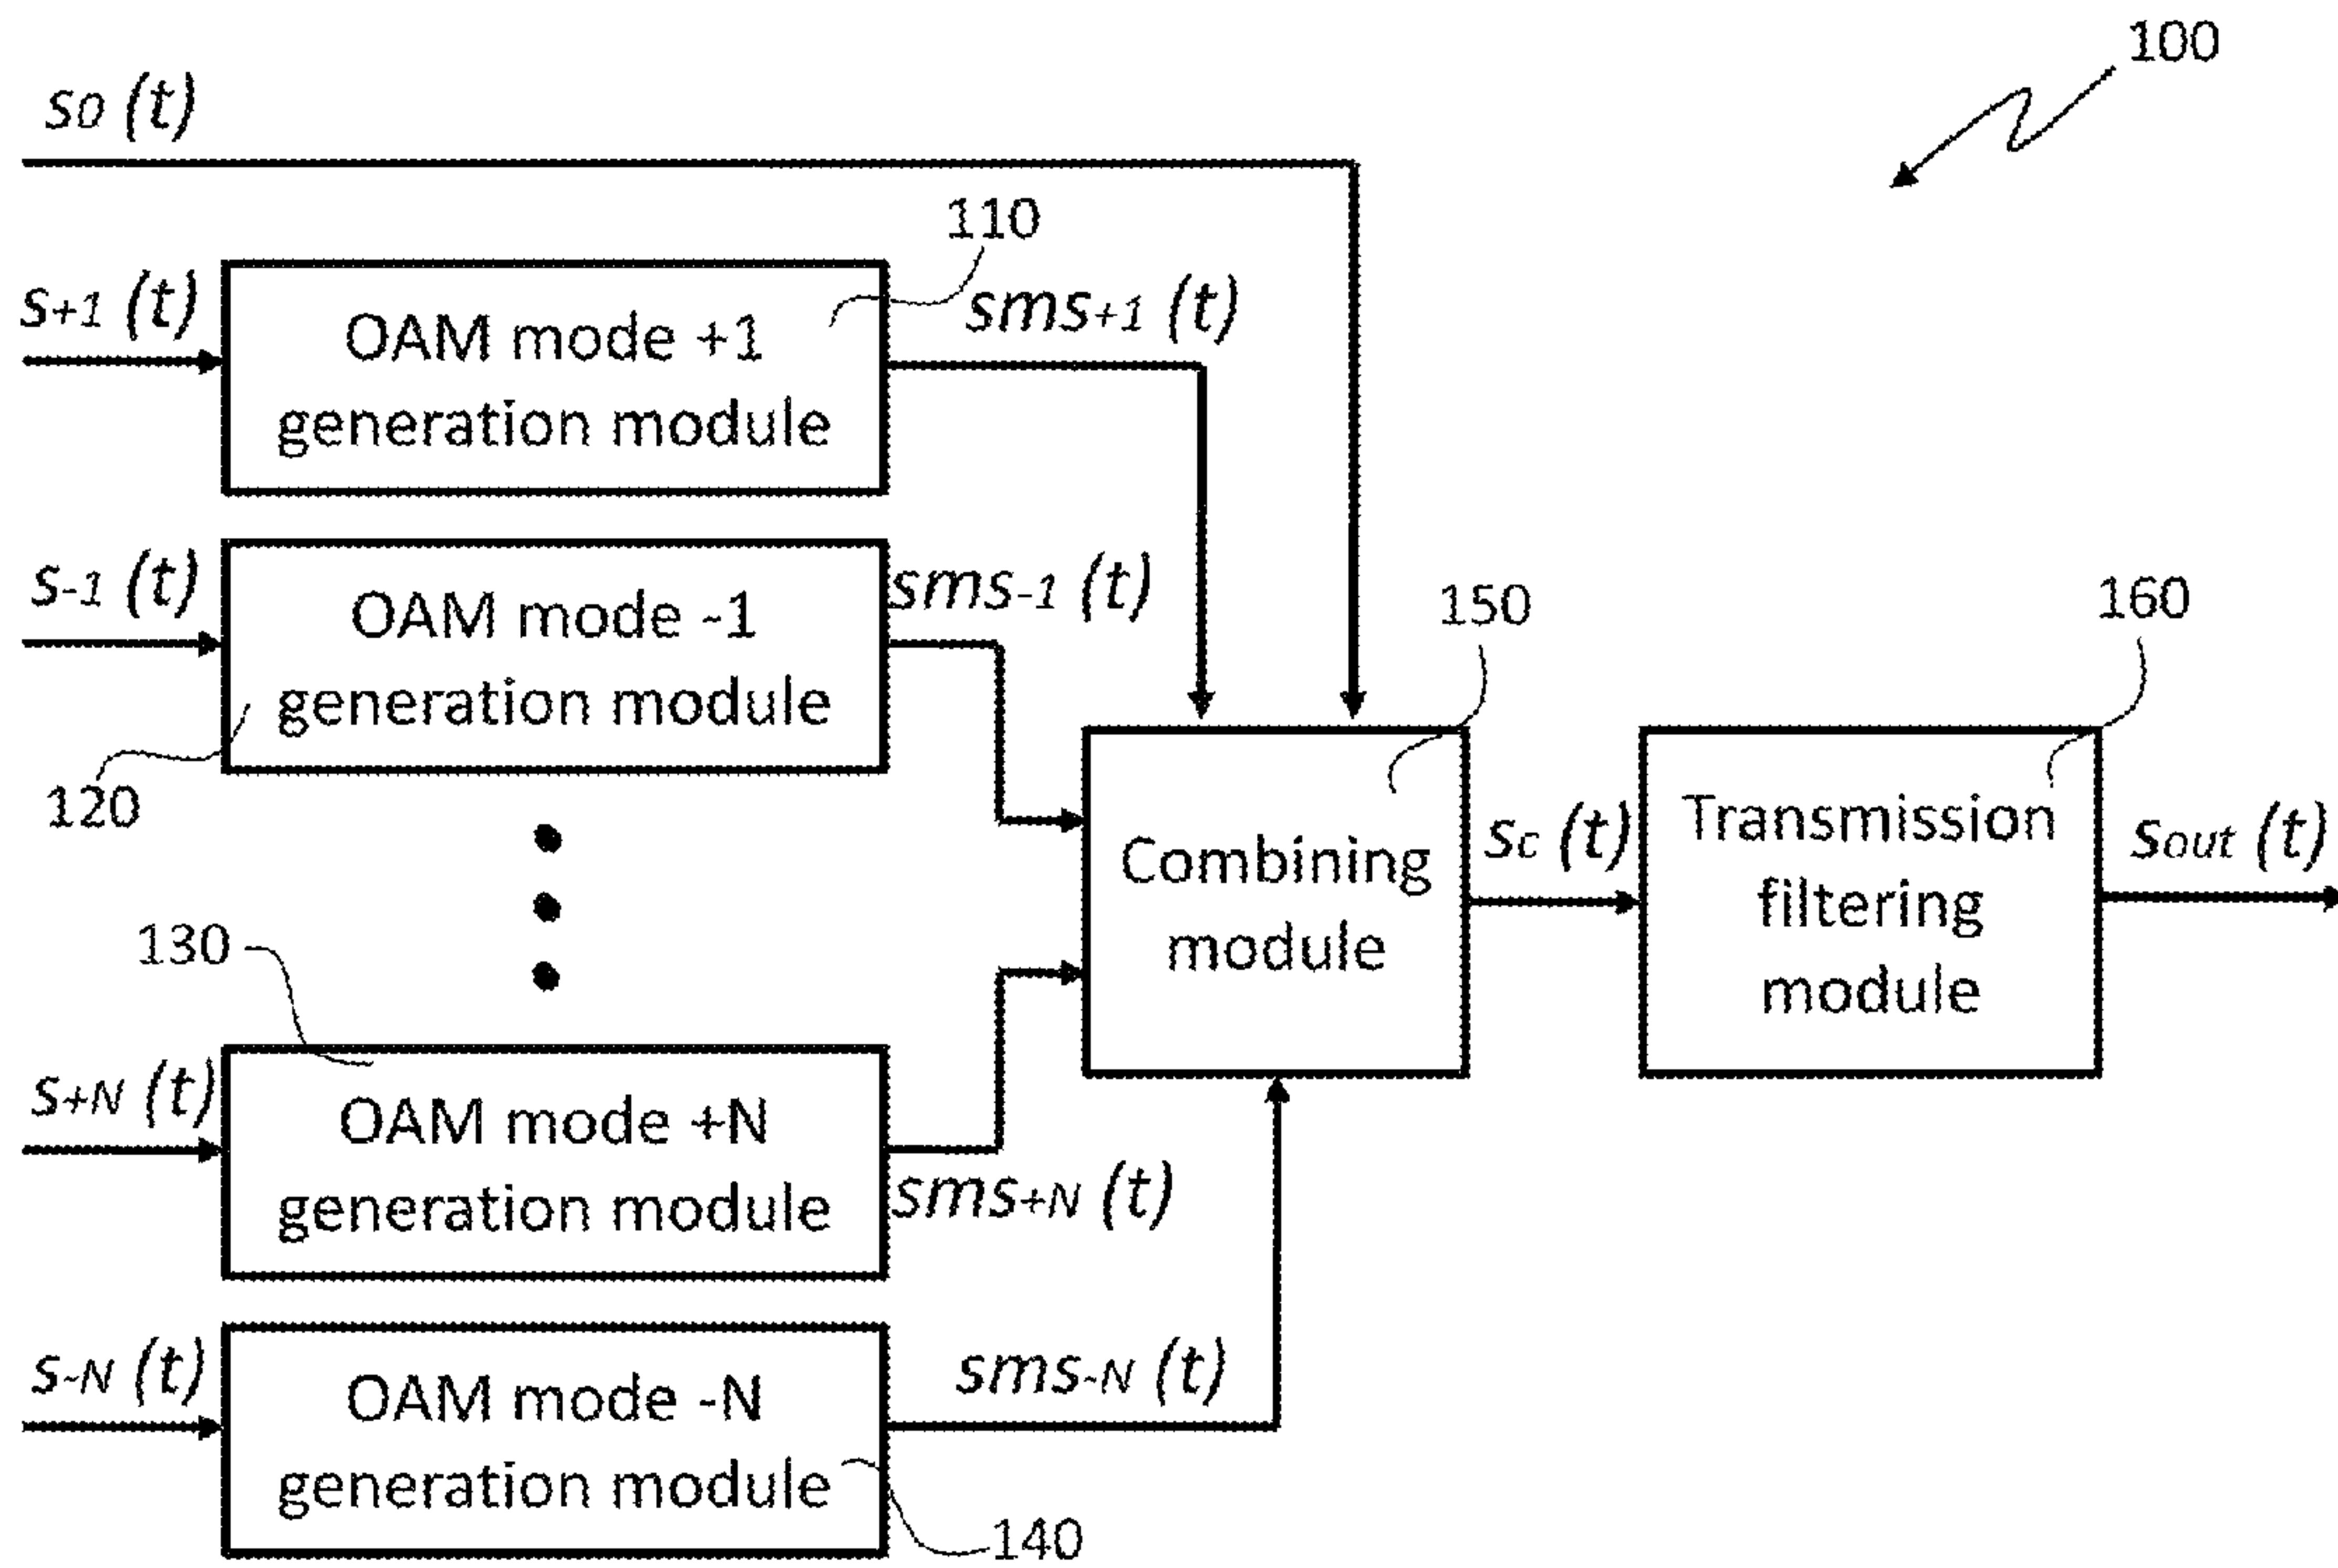 100
s0 (t)
110
s+1 (t)
OAM mode +1
generation module
sms+1 (t)
s-1 (t)
OAM mode -1
generation module
sms-1 (t)
120
150
160
Combining
module
sc (t)
Transmission
filtering
module
sout (t)
130
s+N (t)
OAM mode +N
generation module
sms+N (t)
s-N (t)
OAM mode -N
generation module
sms-N (t)
140